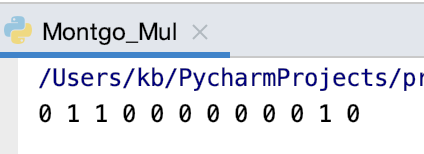 Montgo_Mul
/Users/kb/PycharmProjects/pr
0 1 1 0 0 0 0 0 0 0 1 0